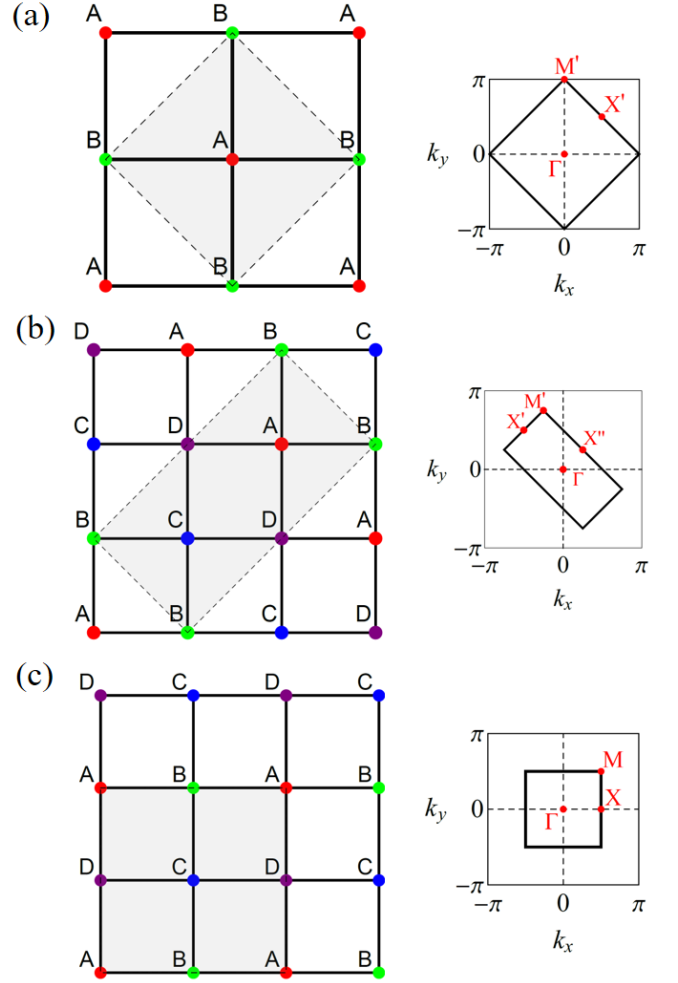 (a)
A B A
B A B
A B A
M'
X'
Γ
π
0
-π
k_y
-π 0 π
k_x
(b)
D A B C
C D A B
B C D A
A B C D
M'
X'
X''
Γ
π
0
-π
k_y
-π 0 π
k_x
(c)
D C D C
A B A B
D C D C
A B A B
M
X
Γ
π
0
-π
k_y
-π 0 π
k_x